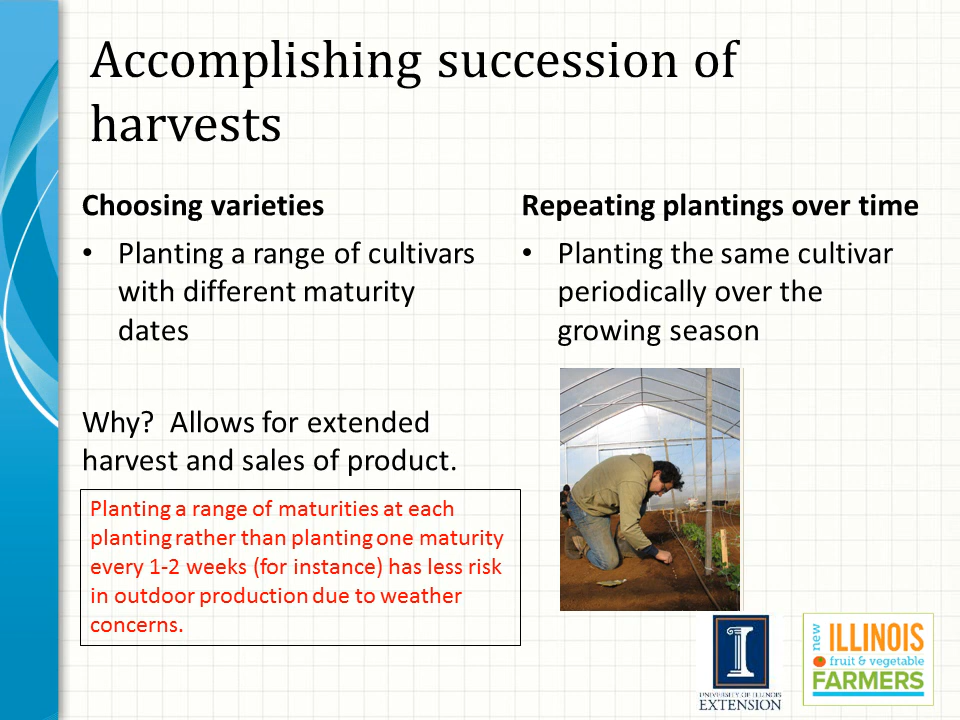 Accomplishing succession of
harvests
Choosing varieties
• Planting a range of cultivars
with different maturity
dates
Why?  Allows for extended
harvest and sales of product.
Planting a range of maturities at each
planting rather than planting one maturity
every 1-2 weeks (for instance) has less risk
in outdoor production due to weather
concerns.
Repeating plantings over time
• Planting the same cultivar
periodically over the
growing season
I
UNIVERSITY OF ILLINOIS
EXTENSION
new
ILLINOIS
fruit & vegetable
FARMERS